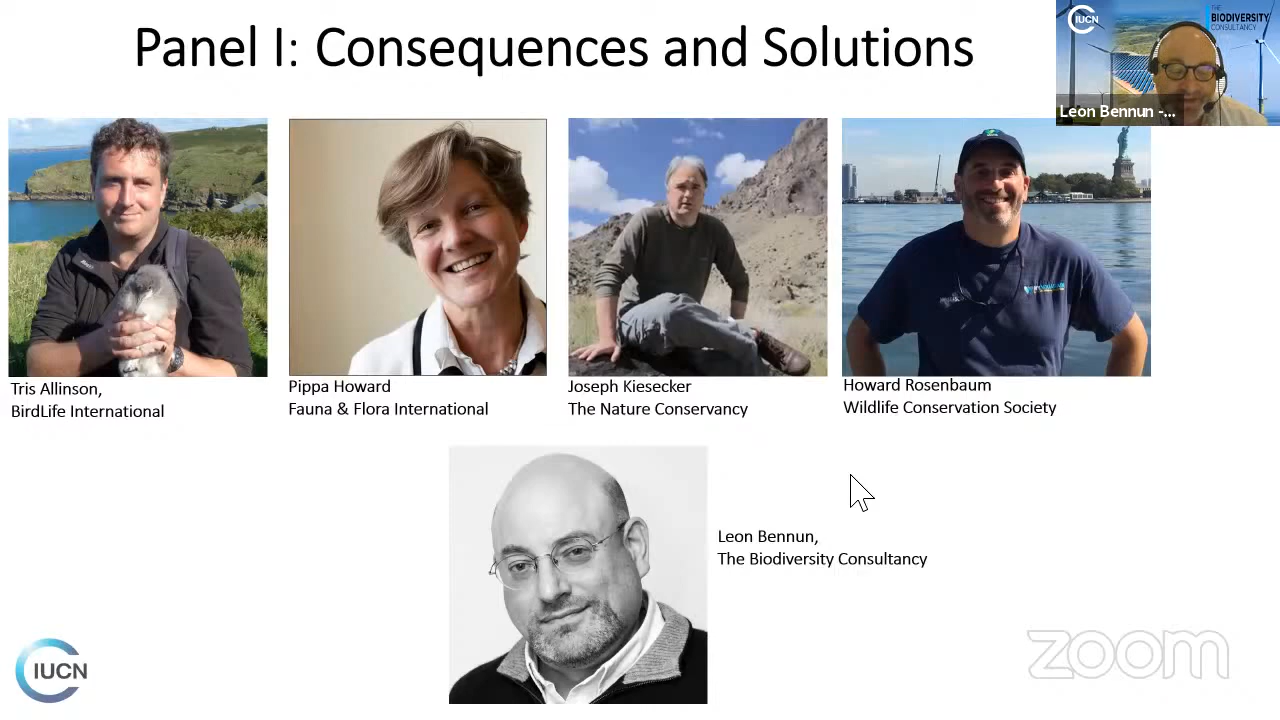 Panel I: Consequences and Solutions
IUCN
THE
BIODIVERSITY
CONSULTANCY
Leon Bennun -...
Tris Allinson,
BirdLife International
Pippa Howard
Fauna & Flora International
Joseph Kiesecker
The Nature Conservancy
Howard Rosenbaum
Wildlife Conservation Society
Leon Bennun,
The Biodiversity Consultancy
IUCN
zoom